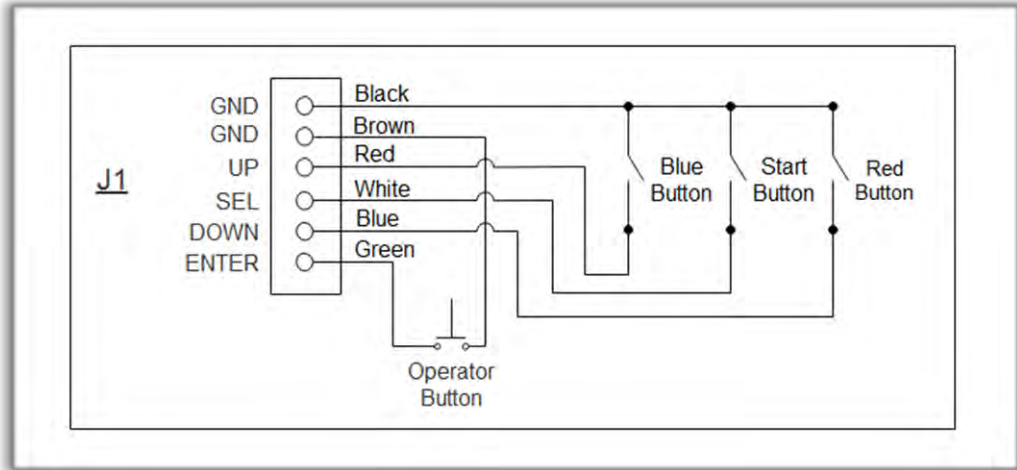 J1
GND
GND
UP
SEL
DOWN
ENTER
Black
Brown
Red
White
Blue
Green
Blue
Button
Start
Button
Red
Button
Operator
Button